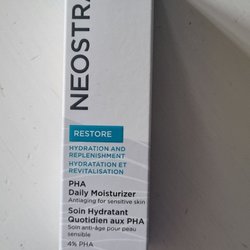 NEOSTRA
RESTORE
HYDRATION AND
REPLENISHMENT
HYDRATATION ET
REVITALISATION
PHA
Daily Moisturizer
Antiaging for sensitive skin
Soin Hydratant
Quotidien aux PHA
Soin anti-âge pour peau
sensible
4% PHA